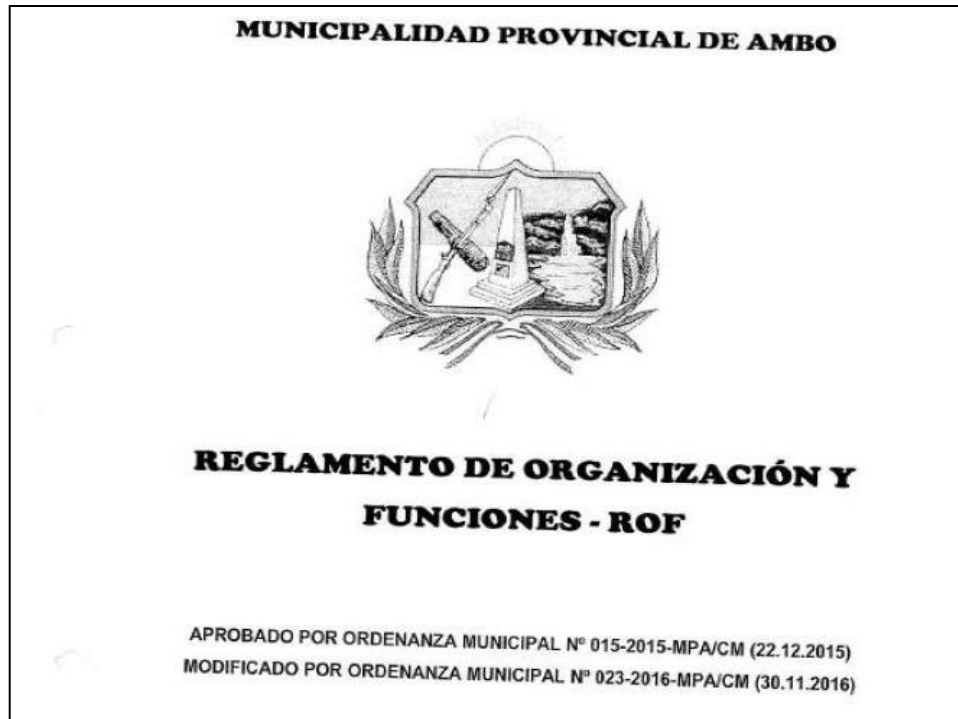 MUNICIPALIDAD PROVINCIAL DE AMBO
REGLAMENTO DE ORGANIZACIÓN Y
FUNCIONES - ROF
APROBADO POR ORDENANZA MUNICIPAL Nº 015-2015-MPA/CM (22.12.2015)
MODIFICADO POR ORDENANZA MUNICIPAL Nº 023-2016-MPA/CM (30.11.2016)